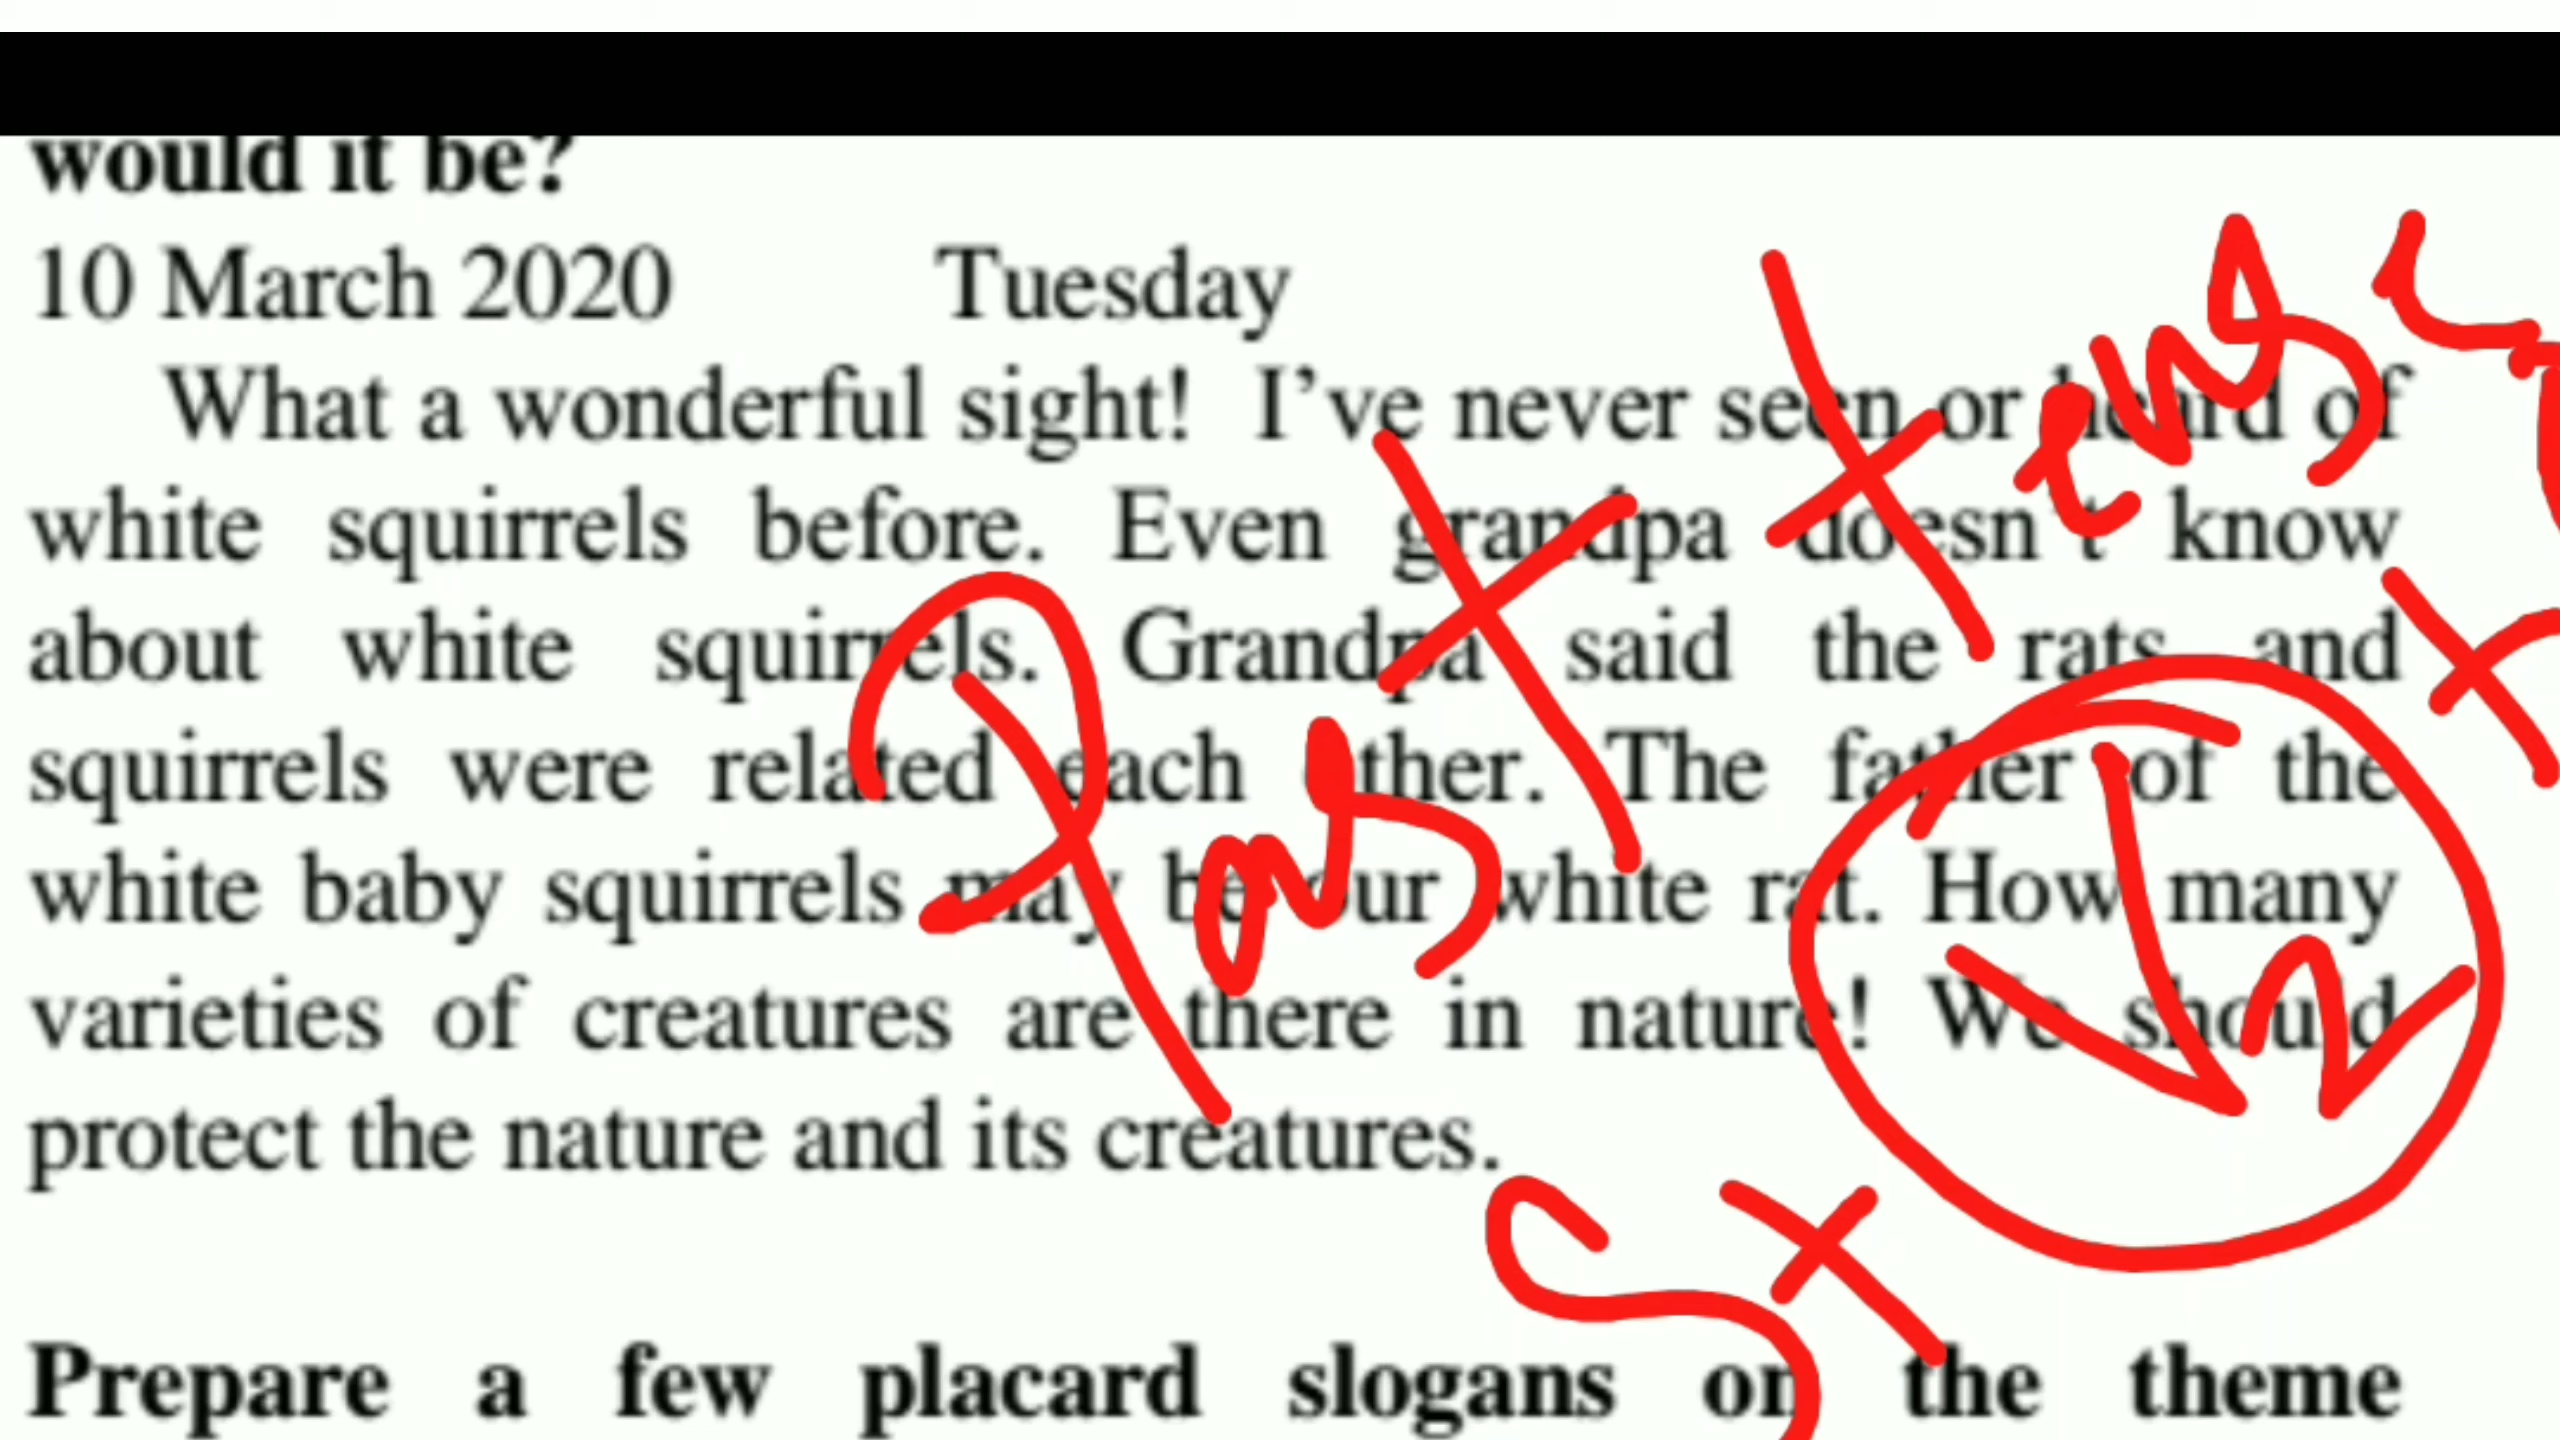 would it be?
10 March 2020 Tuesday
What a wonderful sight! I've never seen or heard of
white squirrels before. Even grandpa doesn't know
about white squirrels. Grandpa said the rats and
squirrels were related each other. The father of the
white baby squirrels may be our white rat. How many
varieties of creatures are there in nature! We should
protect the nature and its creatures.
Past tense
V2
st
Prepare a few placard slogans on the theme